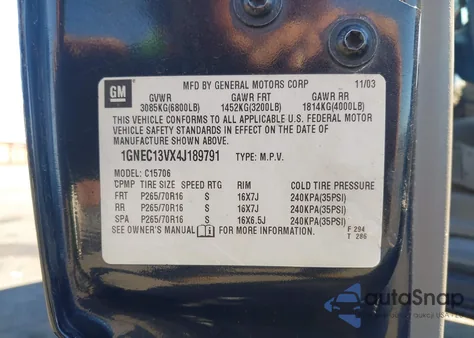 GM
MFD BY GENERAL MOTORS CORP 11/03
GVWR GAWR FRT GAWR RR
3085KG(6800LB) 1452KG(3200LB) 1814KG(4000LB)
THIS VEHICLE CONFORMS TO ALL APPLICABLE U.S. FEDERAL MOTOR
VEHICLE SAFETY STANDARDS IN EFFECT ON THE DATE OF
MANUFACTURE SHOWN ABOVE.
1GNEC13VX4J189791 TYPE: M.P.V.
MODEL: C15706
CPMP TIRE SIZE SPEED RTG RIM COLD TIRE PRESSURE
FRT P265/70R16 S 16X7J 240KPA(35PSI)
RR P265/70R16 S 16X7J 240KPA(35PSI)
SPA P265/70R16 S 16X6.5J 240KPA(35PSI)
SEE OWNER'S MANUAL FOR MORE INFORMATION
F 294
T 286
autoSnap